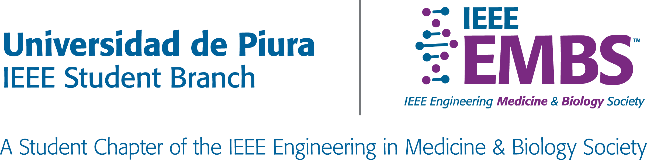 Universidad de Piura
IEEE Student Branch
IEEE
EMBS™
IEEE Engineering Medicine & Biology Society
A Student Chapter of the IEEE Engineering in Medicine & Biology Society